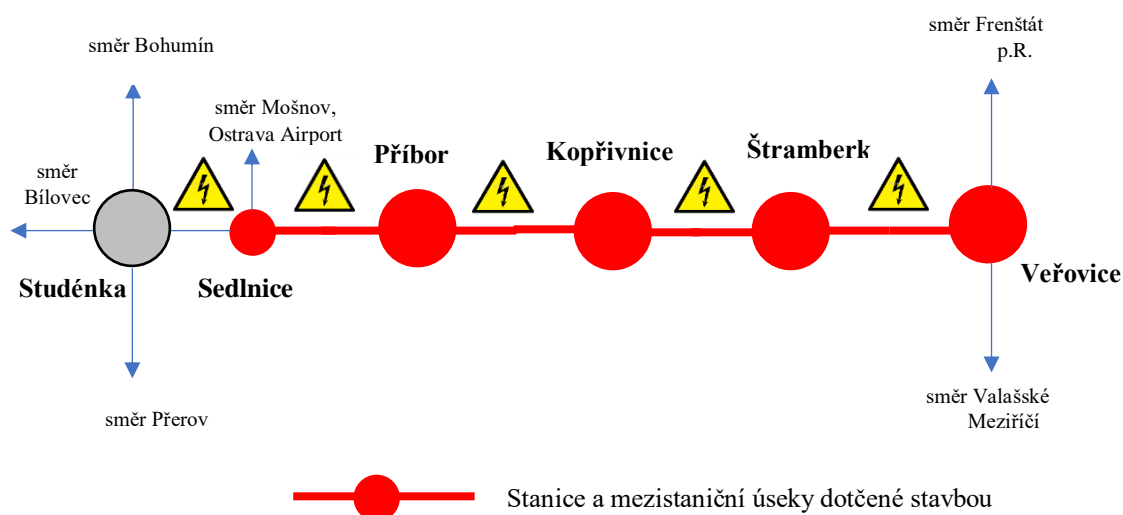 směr Bohumín
směr Frenštát
p.R.
směr Mošnov,
Ostrava Airport
Příbor
Kopřivnice
Štramberk
směr
Bílovec
Studénka
Sedlnice
Veřovice
směr Přerov
směr Valašské
Meziříčí
Stanice a mezistaniční úseky dotčené stavbou